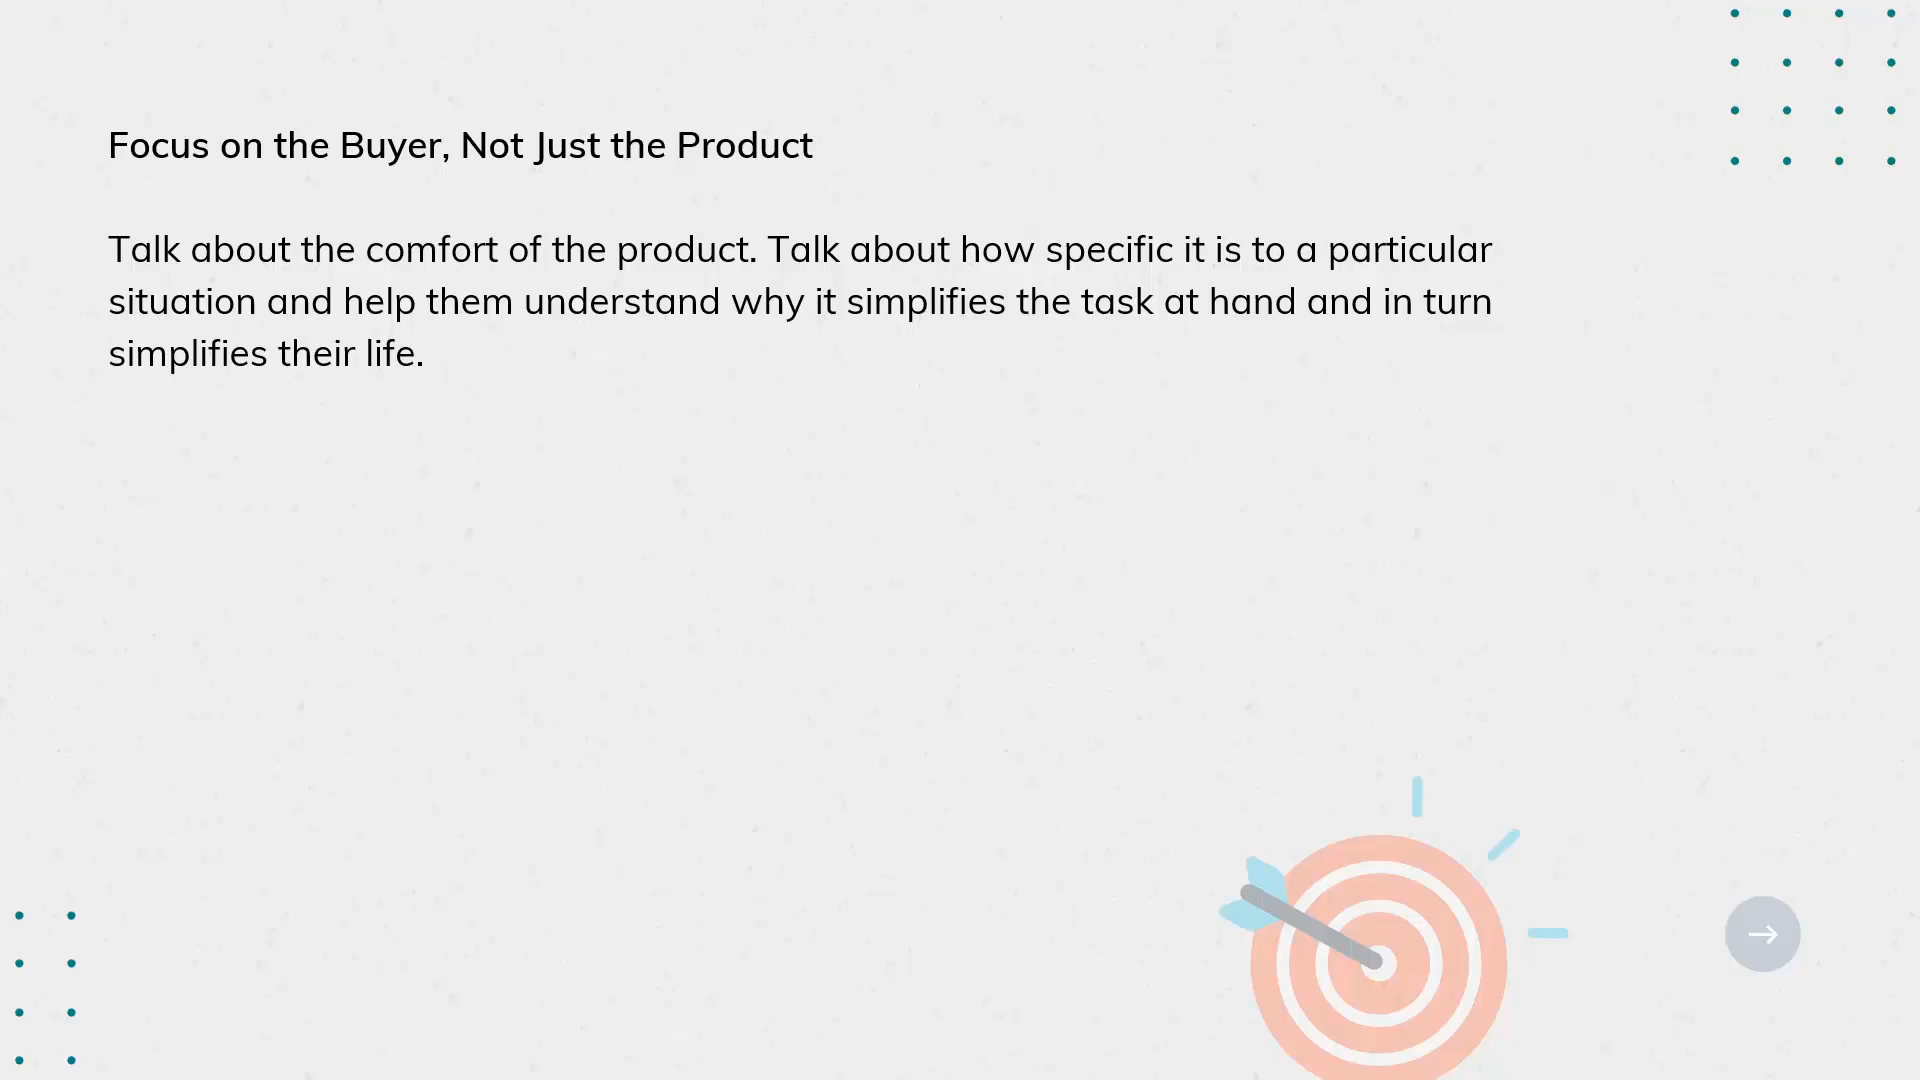 Focus on the Buyer, Not Just the Product
Talk about the comfort of the product. Talk about how specific it is to a particular
situation and help them understand why it simplifies the task at hand and in turn
simplifies their life.